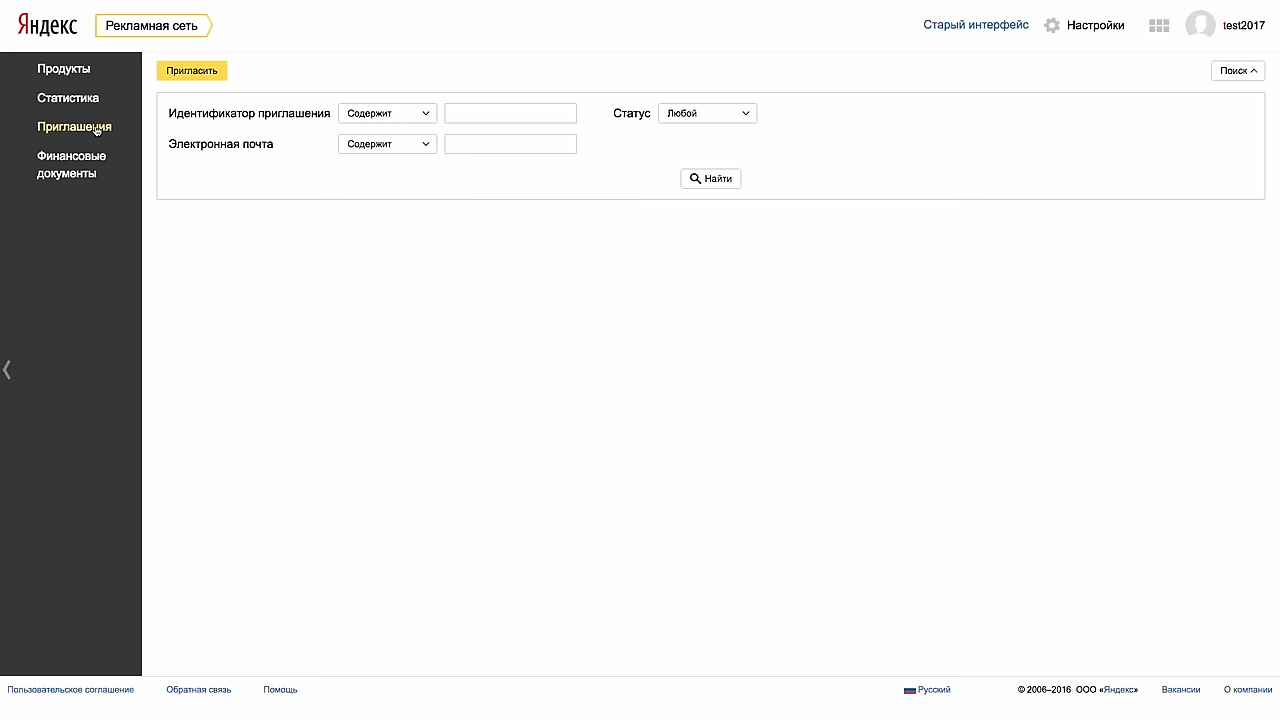 Яндекс Рекламная сеть Старый интерфейс Настройки test2017
Продукты
Статистика
Приглашения
Финансовые
документы
Пригласить Поиск
Идентификатор приглашения Содержит Статус Любой
Электронная почта Содержит
Найти
Пользовательское соглашение Обратная связь Помощь Русский © 2006–2016 ООО «Яндекс» Вакансии О компании